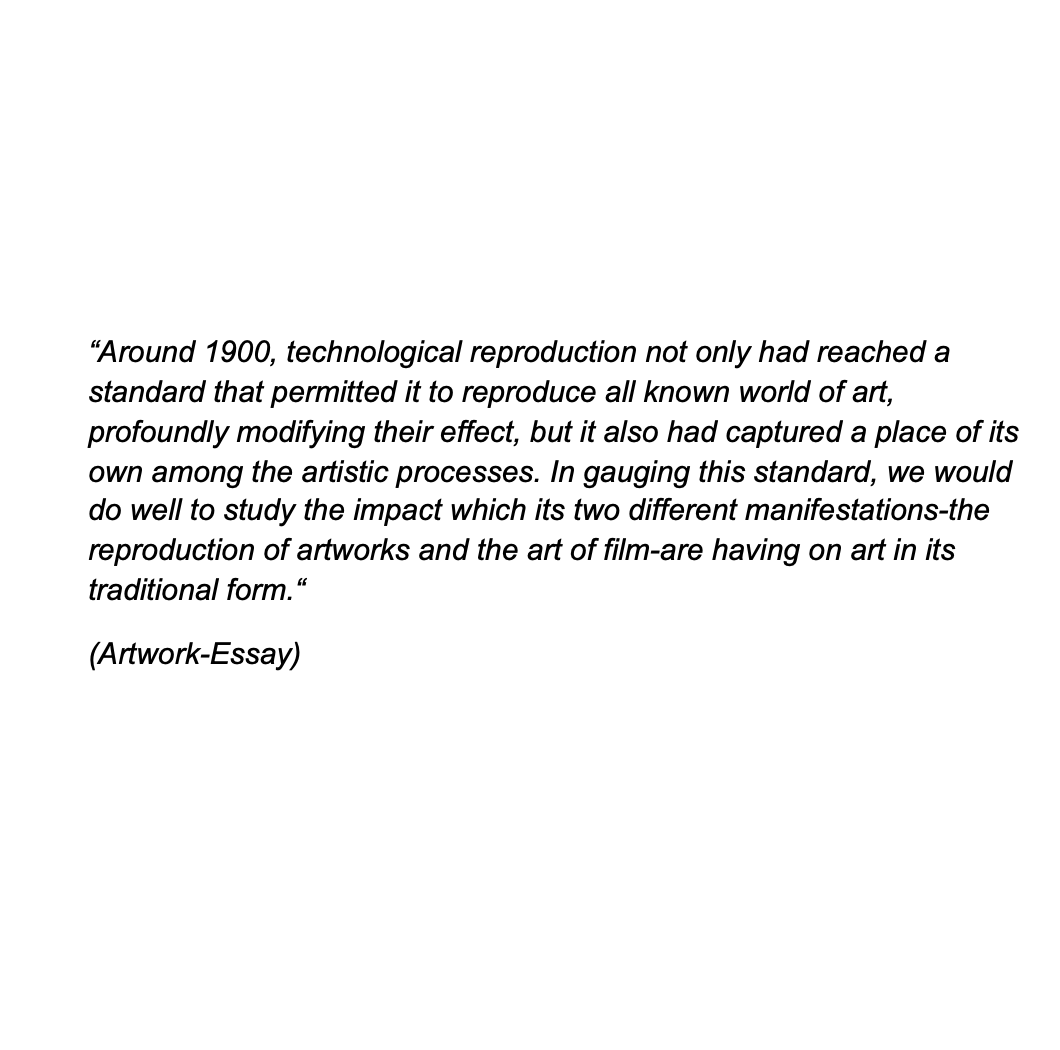 “Around 1900, technological reproduction not only had reached a
standard that permitted it to reproduce all known world of art,
profoundly modifying their effect, but it also had captured a place of its
own among the artistic processes. In gauging this standard, we would
do well to study the impact which its two different manifestations-the
reproduction of artworks and the art of film-are having on art in its
traditional form.“
(Artwork-Essay)